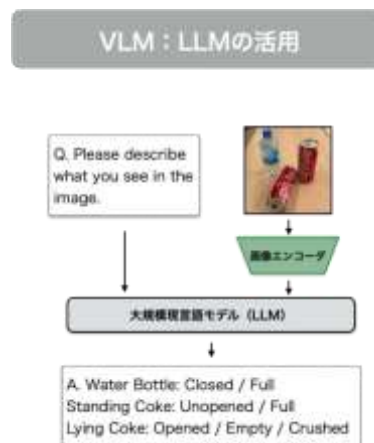 VLM：LLMの活用
Q. Please describe
what you see in the
image.
画像エンコーダ
大規模視言語モデル（LLM）
A. Water Bottle: Closed / Full
Standing Coke: Unopened / Full
Lying Coke: Opened / Empty / Crushed